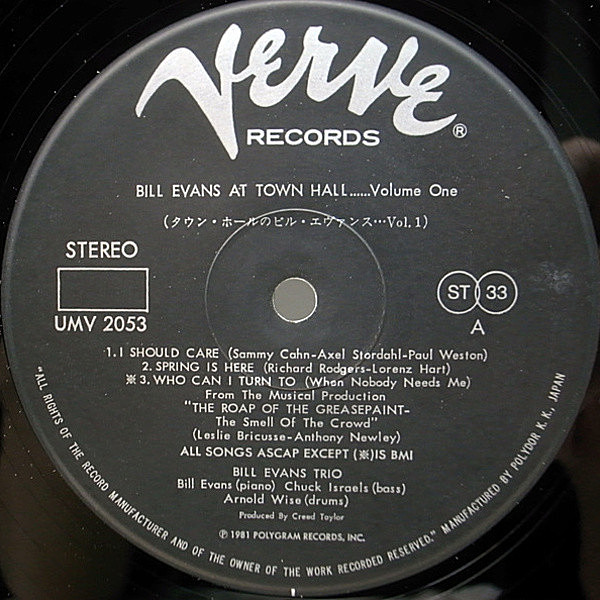 Verve
RECORDS ®
BILL EVANS AT TOWN HALL......Volume One
(タウン・ホールのビル・エヴァンス…Vol.1)
STEREO
UMV 2053
ST 33
A
1. I SHOULD CARE (Sammy Cahn-Axel Stordahl-Paul Weston)
2. SPRING IS HERE (Richard Rodgers-Lorenz Hart)
※3. WHO CAN I TURN TO (When Nobody Needs Me)
From The Musical Production
"THE ROAP OF THE GREASEPAINT-
The Smell Of The Crowd"
(Leslie Bricusse-Anthony Newley)
ALL SONGS ASCAP EXCEPT (※)IS BMI
BILL EVANS TRIO
Bill Evans (piano) Chuck Israels (bass)
Arnold Wise (drums)
Produced By Creed Taylor
℗ 1981 POLYGRAM RECORDS, INC.
"ALL RIGHTS OF THE RECORD MANUFACTURER AND OF THE OWNER OF THE WORK RECORDED RESERVED." MANUFACTURED BY POLYDOR K. K., JAPAN